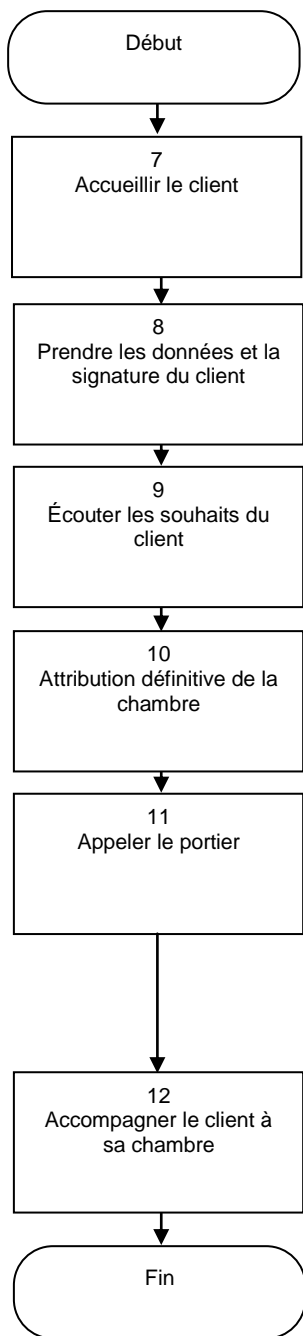 Début
7
Accueillir le client
8
Prendre les données et la
signature du client
9
Écouter les souhaits du
client
10
Attribution définitive de la
chambre
11
Appeler le portier
12
Accompagner le client à
sa chambre
Fin